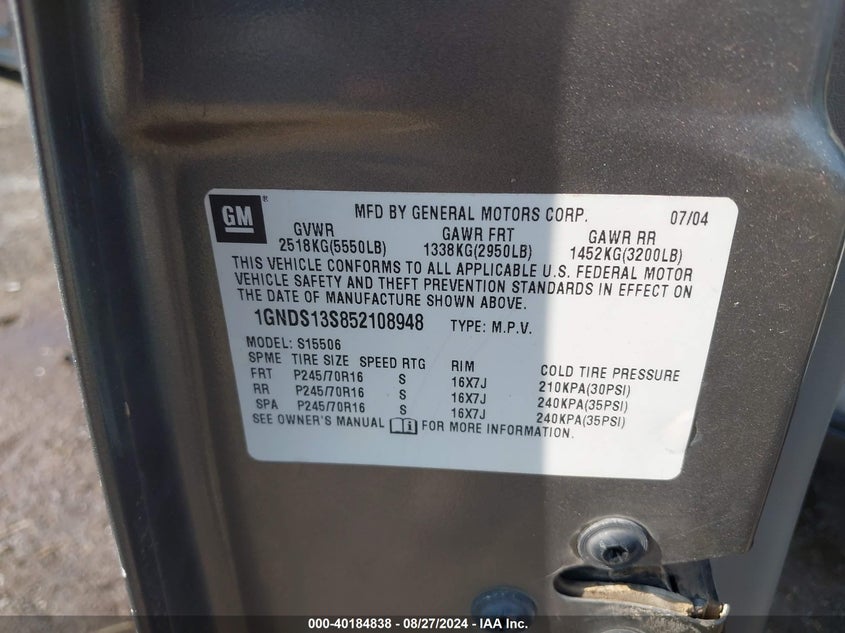 GM®
MFD BY GENERAL MOTORS CORP. 07/04
GVWR GAWR FRT GAWR RR
2518KG(5550LB) 1338KG(2950LB) 1452KG(3200LB)
THIS VEHICLE CONFORMS TO ALL APPLICABLE U.S. FEDERAL MOTOR
VEHICLE SAFETY AND THEFT PREVENTION STANDARDS IN EFFECT ON
THE DATE OF MANUFACTURE SHOWN ABOVE.
1GNDS13S852108948 TYPE: M.P.V.
MODEL: S15506
SPME TIRE SIZE SPEED RTG RIM COLD TIRE PRESSURE
FRT P245/70R16 S 16X7J 210KPA(30PSI)
RR P245/70R16 S 16X7J 240KPA(35PSI)
SPA P245/70R16 S 16X7J 240KPA(35PSI)
SEE OWNER'S MANUAL FOR MORE INFORMATION.
000-40184838 - 08/27/2024 - IAA Inc.